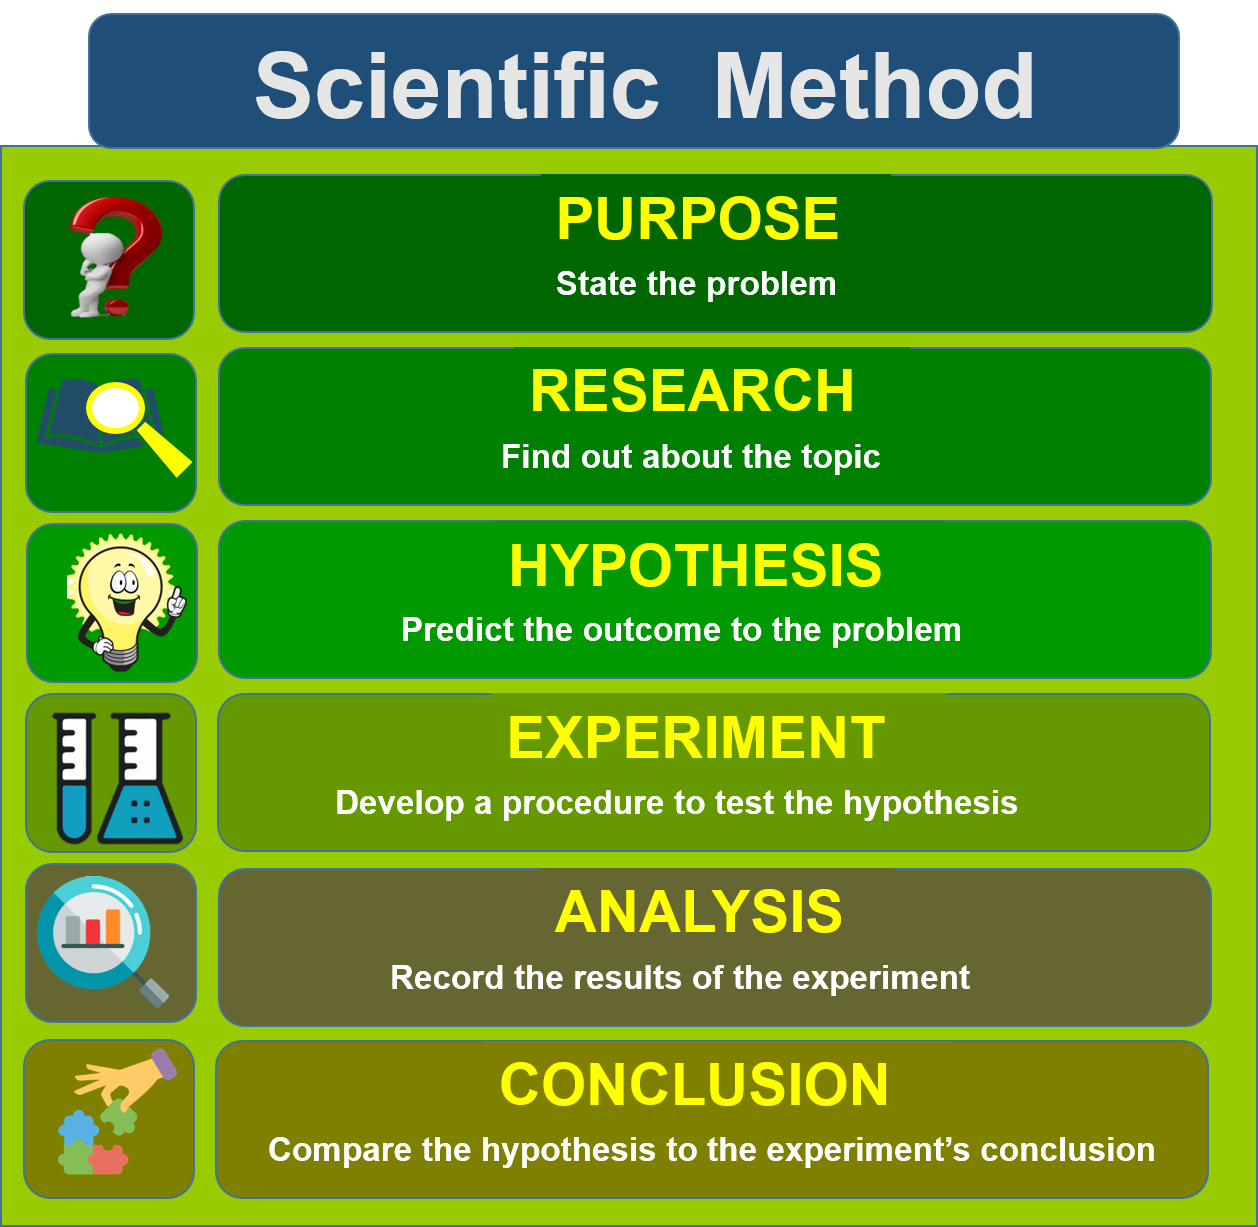 Scientific Method
PURPOSE
State the problem
RESEARCH
Find out about the topic
HYPOTHESIS
Predict the outcome to the problem
EXPERIMENT
Develop a procedure to test the hypothesis
ANALYSIS
Record the results of the experiment
CONCLUSION
Compare the hypothesis to the experiment’s conclusion